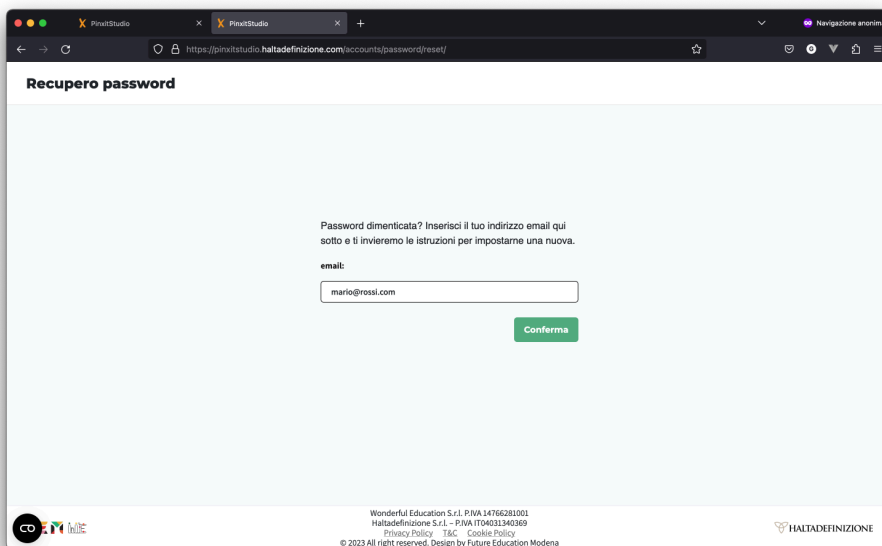 PinxitStudio
PinxitStudio
Navigazione anonima
https://pinxitstudio.haltadefinizione.com/accounts/password/reset/
Recupero password
Password dimenticata? Inserisci il tuo indirizzo email qui
sotto e ti invieremo le istruzioni per impostarne una nuova.
email:
mario@rossi.com
Conferma
Wonderful Education S.r.l. P.IVA 14766281001
Haltadefinizione S.r.l. – P.IVA IT04031340369
Privacy Policy T&C Cookie Policy
© 2023 All right reserved. Design by Future Education Modena
HALTADEFINIZIONE